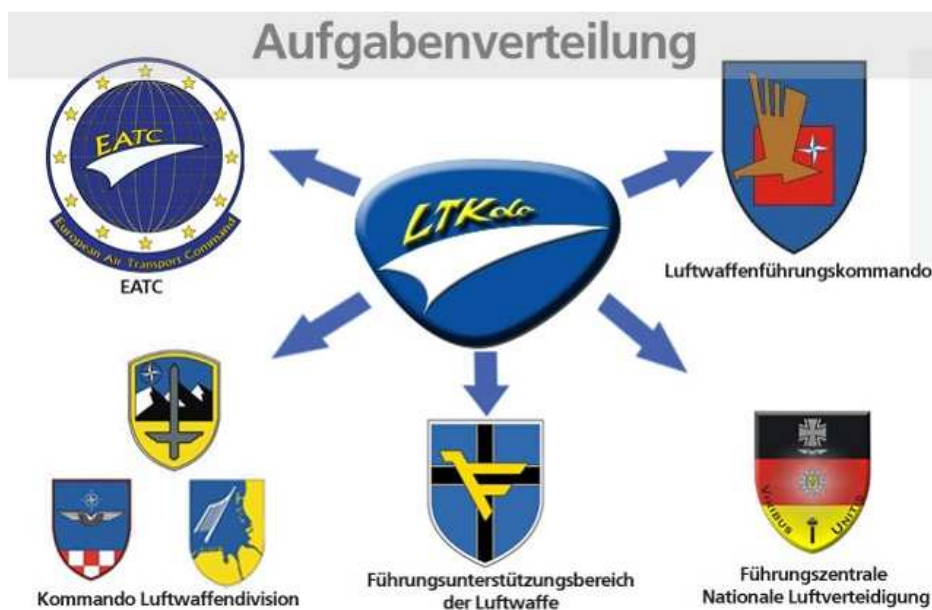 Aufgabenverteilung
EATC
European Air Transport Command
EATC
LTKdo
Luftwaffenführungskommando
Kommando Luftwaffendivision
Führungsunterstützungsbereich
der Luftwaffe
VIRIBUS UNITIS
Führungszentrale
Nationale Luftverteidigung